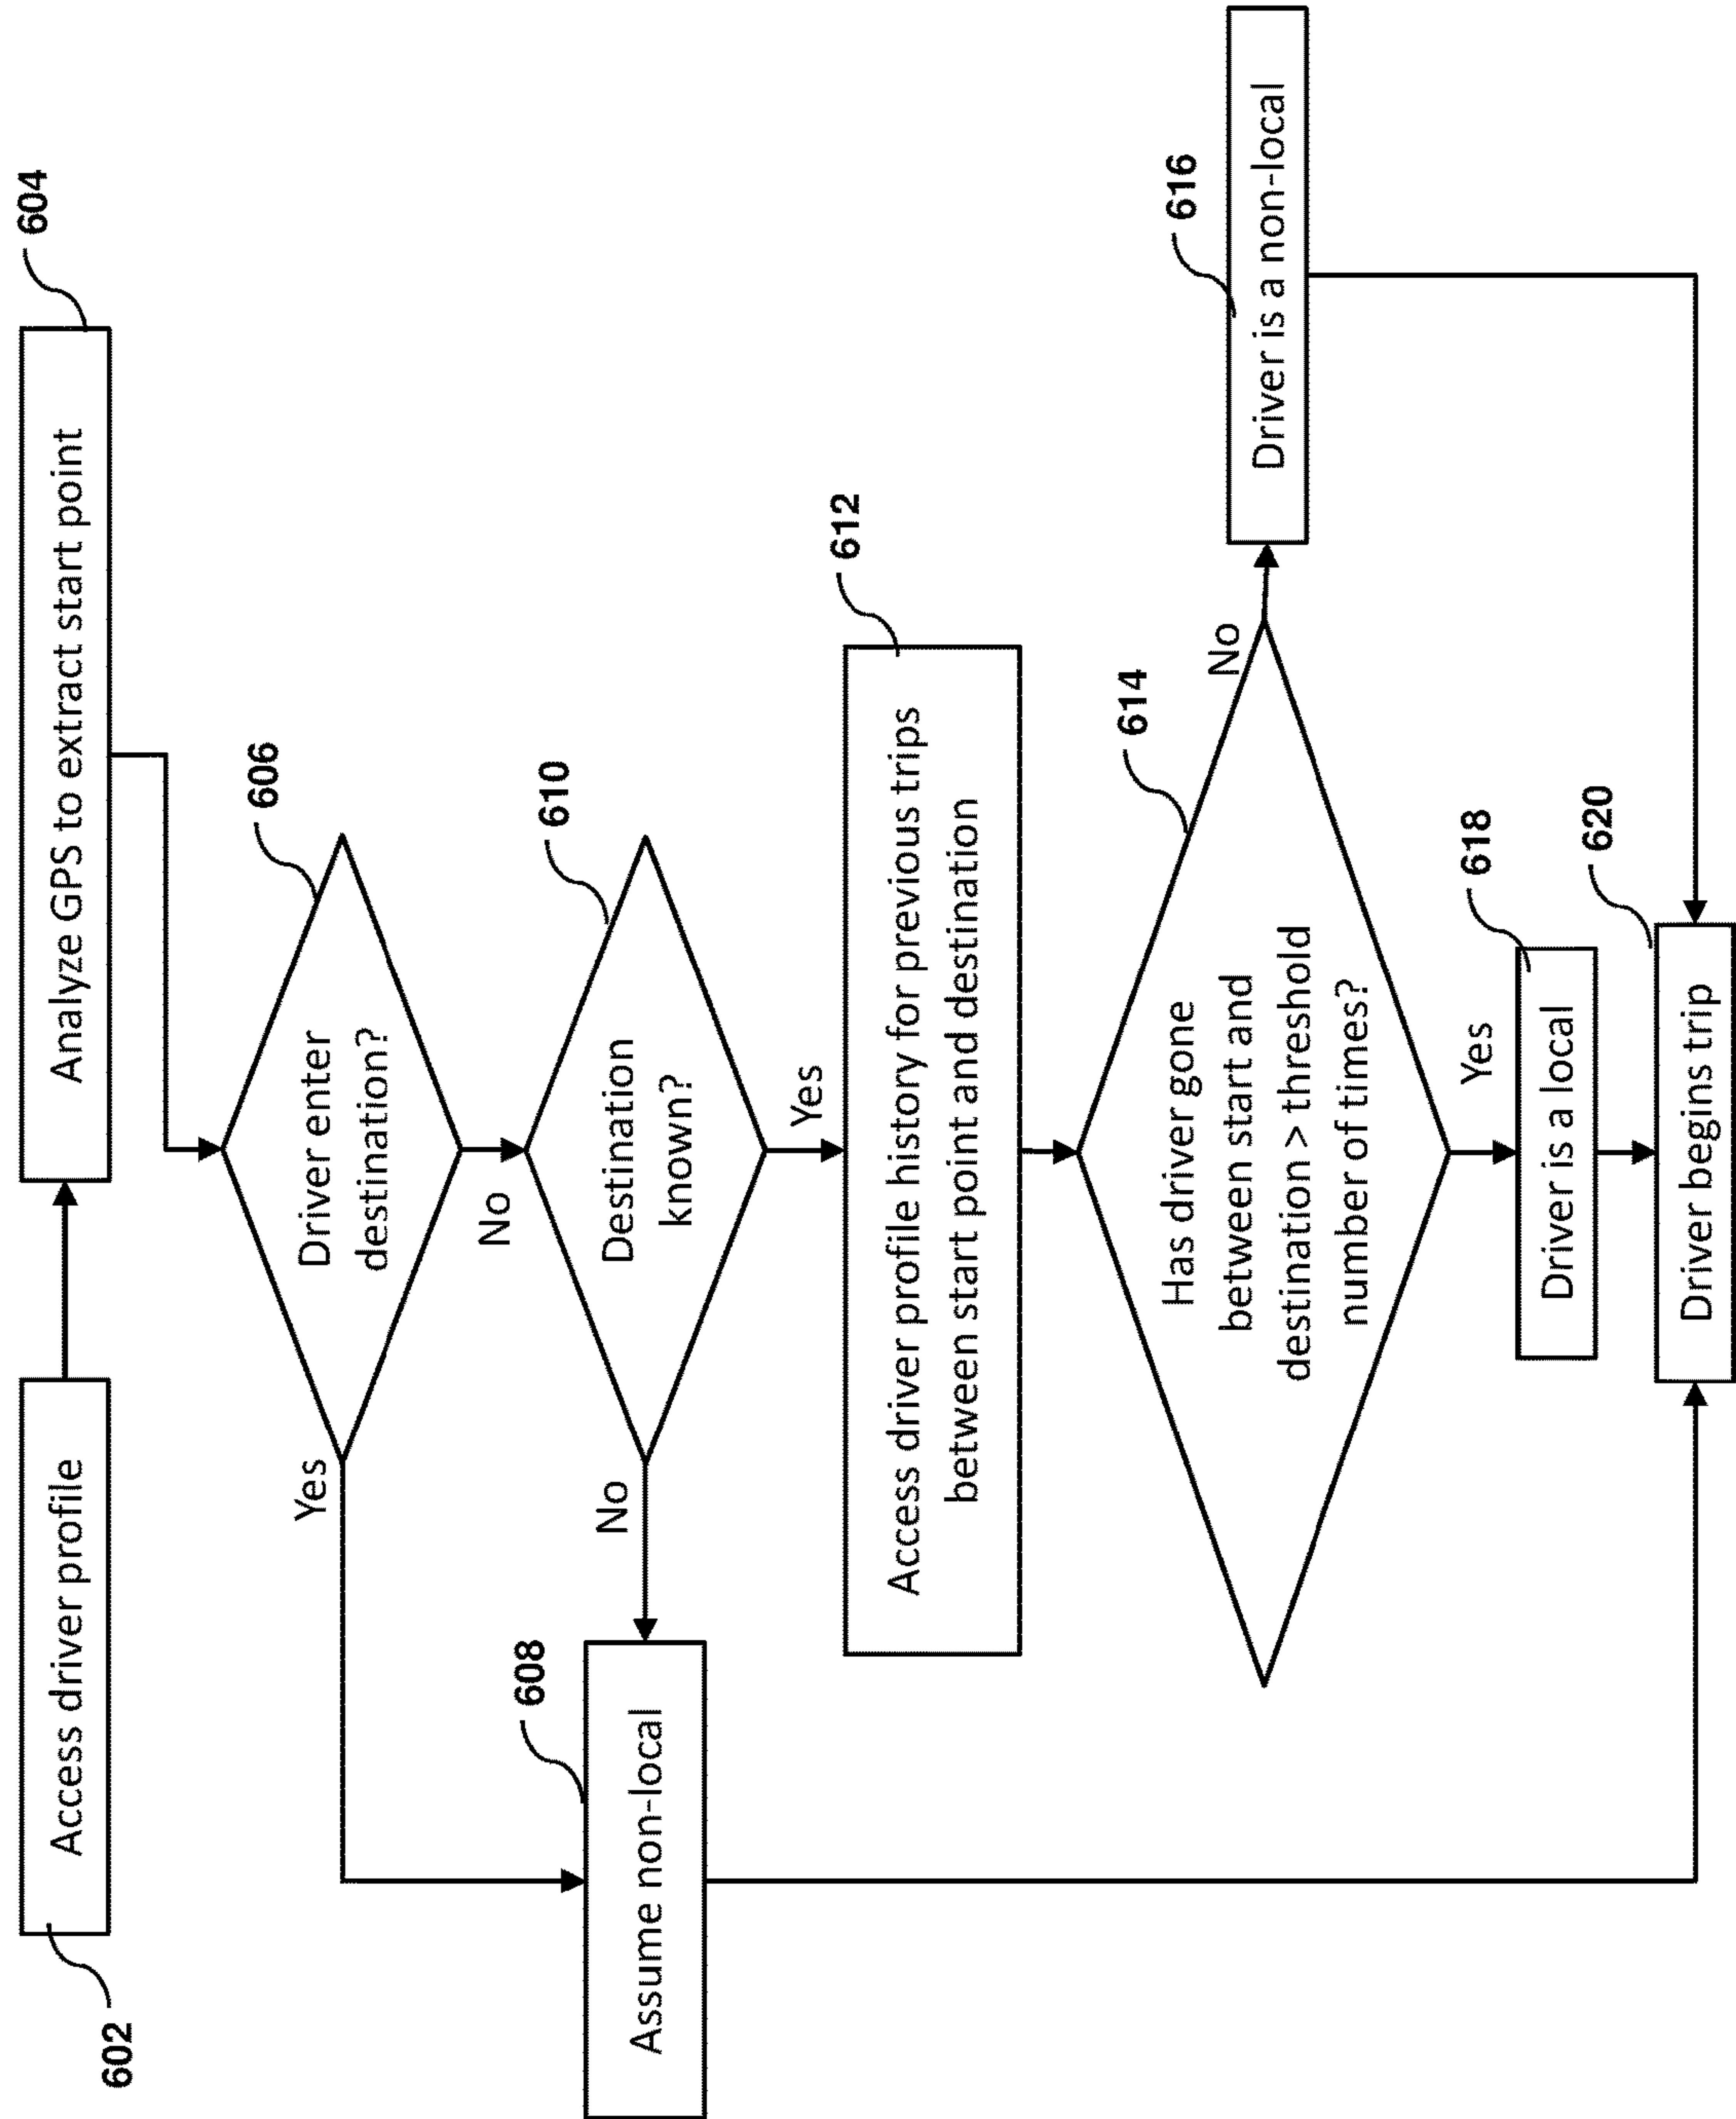 602
Access driver profile
604
Analyze GPS to extract start point
606
Driver enter
destination?
Yes
No
608
Assume non-local
610
Destination
known?
No
Yes
612
Access driver profile history for previous trips
between start point and destination
614
Has driver gone
between start and
destination > threshold
number of times?
No
616
Driver is a non-local
Yes
618
Driver is a local
620
Driver begins trip